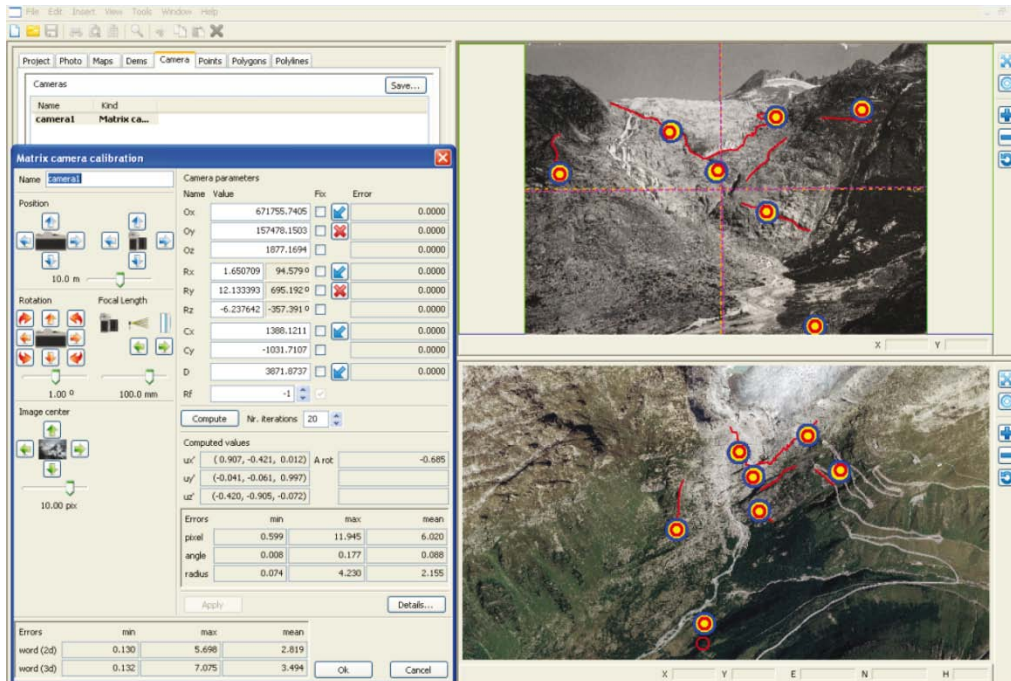 File Edit Insert View Tools Window Help
Project Photo Maps Dems Camera Points Polygons Polylines
Cameras
Save...
Name Kind
camera1 Matrix ca...
Matrix camera calibration
Name camera1
Camera parameters
Name Value Fix Error
Position
Ox 671755.7405 0.0000
Oy 157478.1503 0.0000
Oz 1877.1694 0.0000
10.0 m
Rx 1.650709 94.579 º 0.0000
Ry 12.133393 695.192 º 0.0000
Rz -6.237642 -357.391 º 0.0000
Rotation Focal Length
Cx 1388.1211 0.0000
Cy -1031.7107 0.0000
D 3871.8737 0.0000
1.00 º 100.0 mm
Rf -1
Image center
Compute Nr. iterations 20
Computed values
ux' (0.907, -0.421, 0.012) A rot -0.685
uy' (-0.041, -0.061, 0.997)
uz' (-0.420, -0.905, -0.072)
10.00 pix
Errors min max mean
pixel 0.599 11.945 6.020
angle 0.008 0.177 0.088
radius 0.074 4.230 2.155
Apply Details...
Errors min max mean
word (2d) 0.130 5.698 2.819
word (3d) 0.132 7.075 3.494
Ok Cancel
X Y
X Y E N H